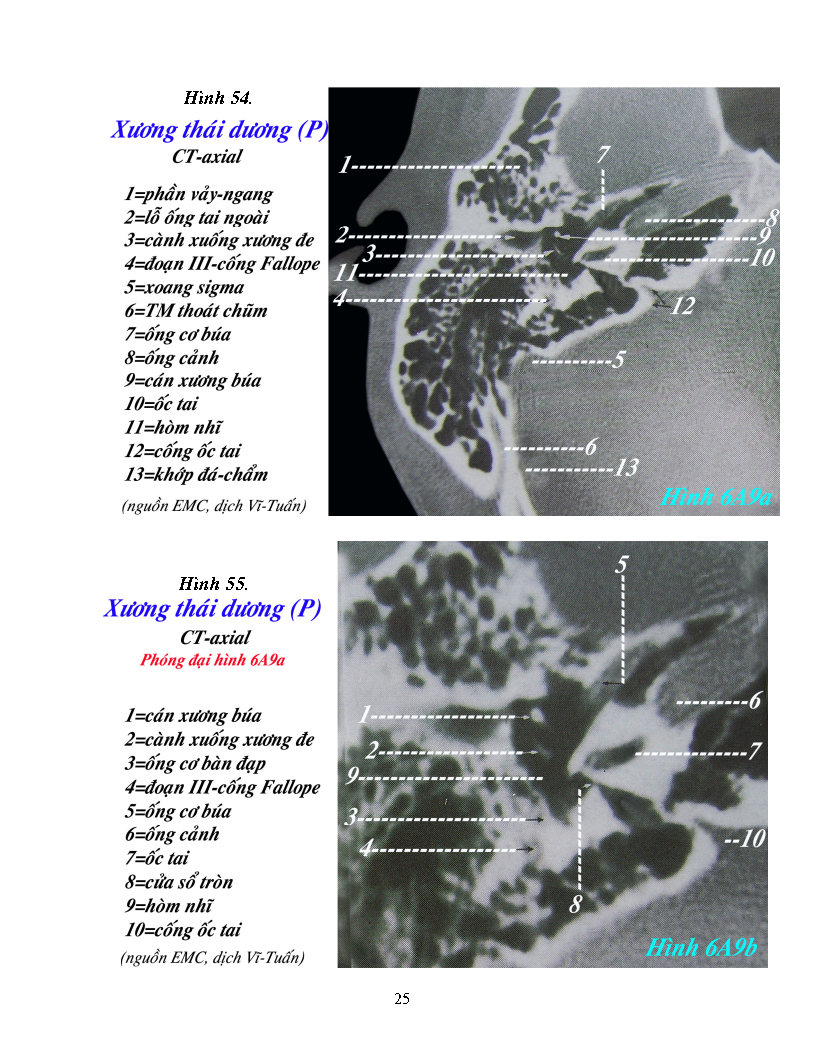 Hình 54.
Xương thái dương (P)
CT-axial
1=phần vảy-ngang
2=lỗ ống tai ngoài
3=cành xuống xương đe
4=đoạn III-cống Fallope
5=xoang sigma
6=TM thoát chũm
7=ống cơ búa
8=ống cảnh
9=cán xương búa
10=ốc tai
11=hòm nhĩ
12=cống ốc tai
13=khớp đá-chẩm
(nguồn EMC, dịch Vĩ-Tuấn)
1
7
2
8
9
3
10
11
4
12
5
6
13
Hình 6A9a
Hình 55.
Xương thái dương (P)
CT-axial
Phóng đại hình 6A9a
1=cán xương búa
2=cành xuống xương đe
3=ống cơ bàn đạp
4=đoạn III-cống Fallope
5=ống cơ búa
6=ống cảnh
7=ốc tai
8=cửa sổ tròn
9=hòm nhĩ
10=cống ốc tai
(nguồn EMC, dịch Vĩ-Tuấn)
5
6
1
2
7
9
3
10
4
8
Hình 6A9b
25